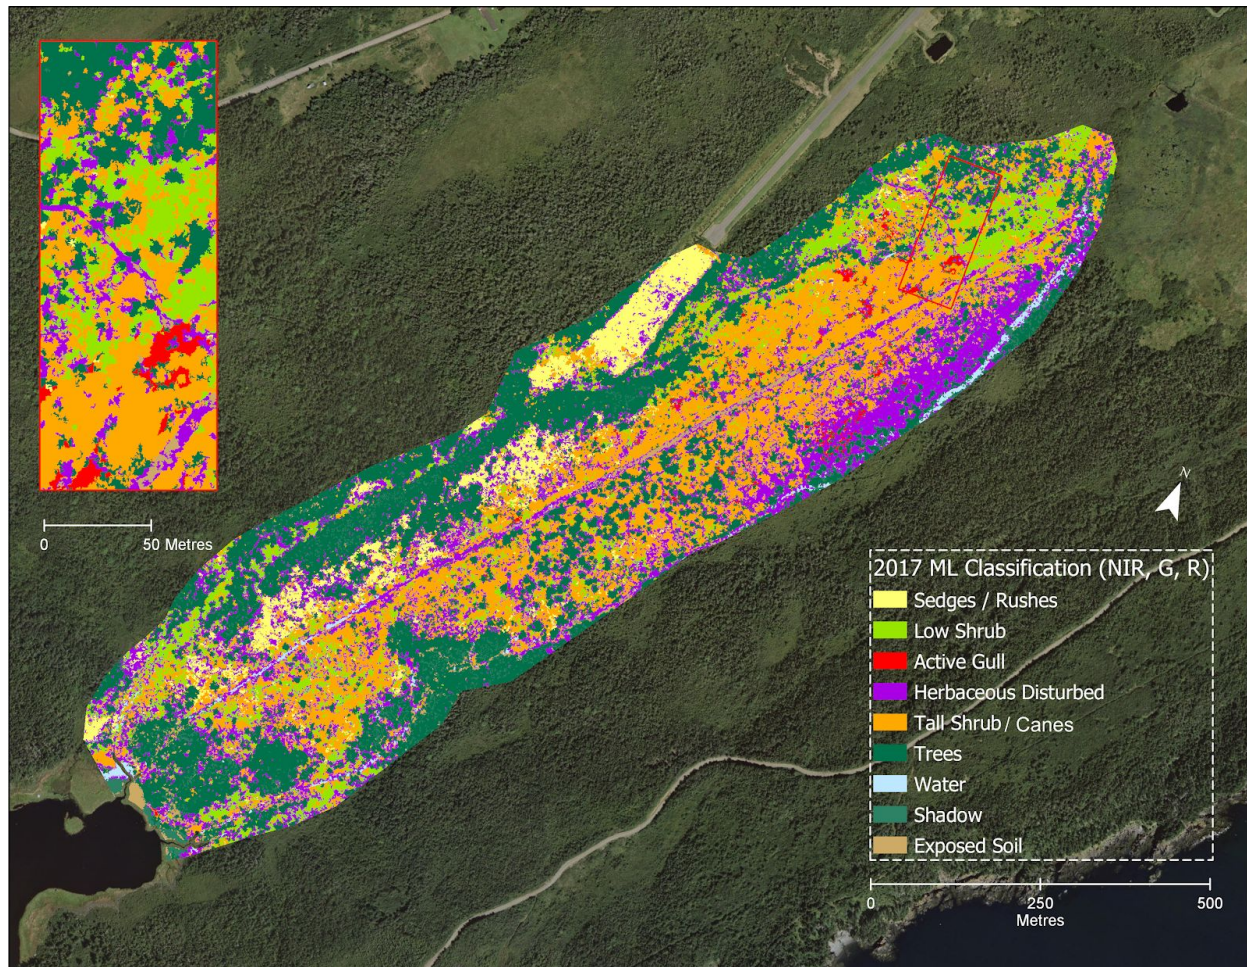 0
50 Metres
N
2017 ML Classification (NIR, G, R)
Sedges / Rushes
Low Shrub
Active Gull
Herbaceous Disturbed
Tall Shrub / Canes
Trees
Water
Shadow
Exposed Soil
0 250 500
Metres